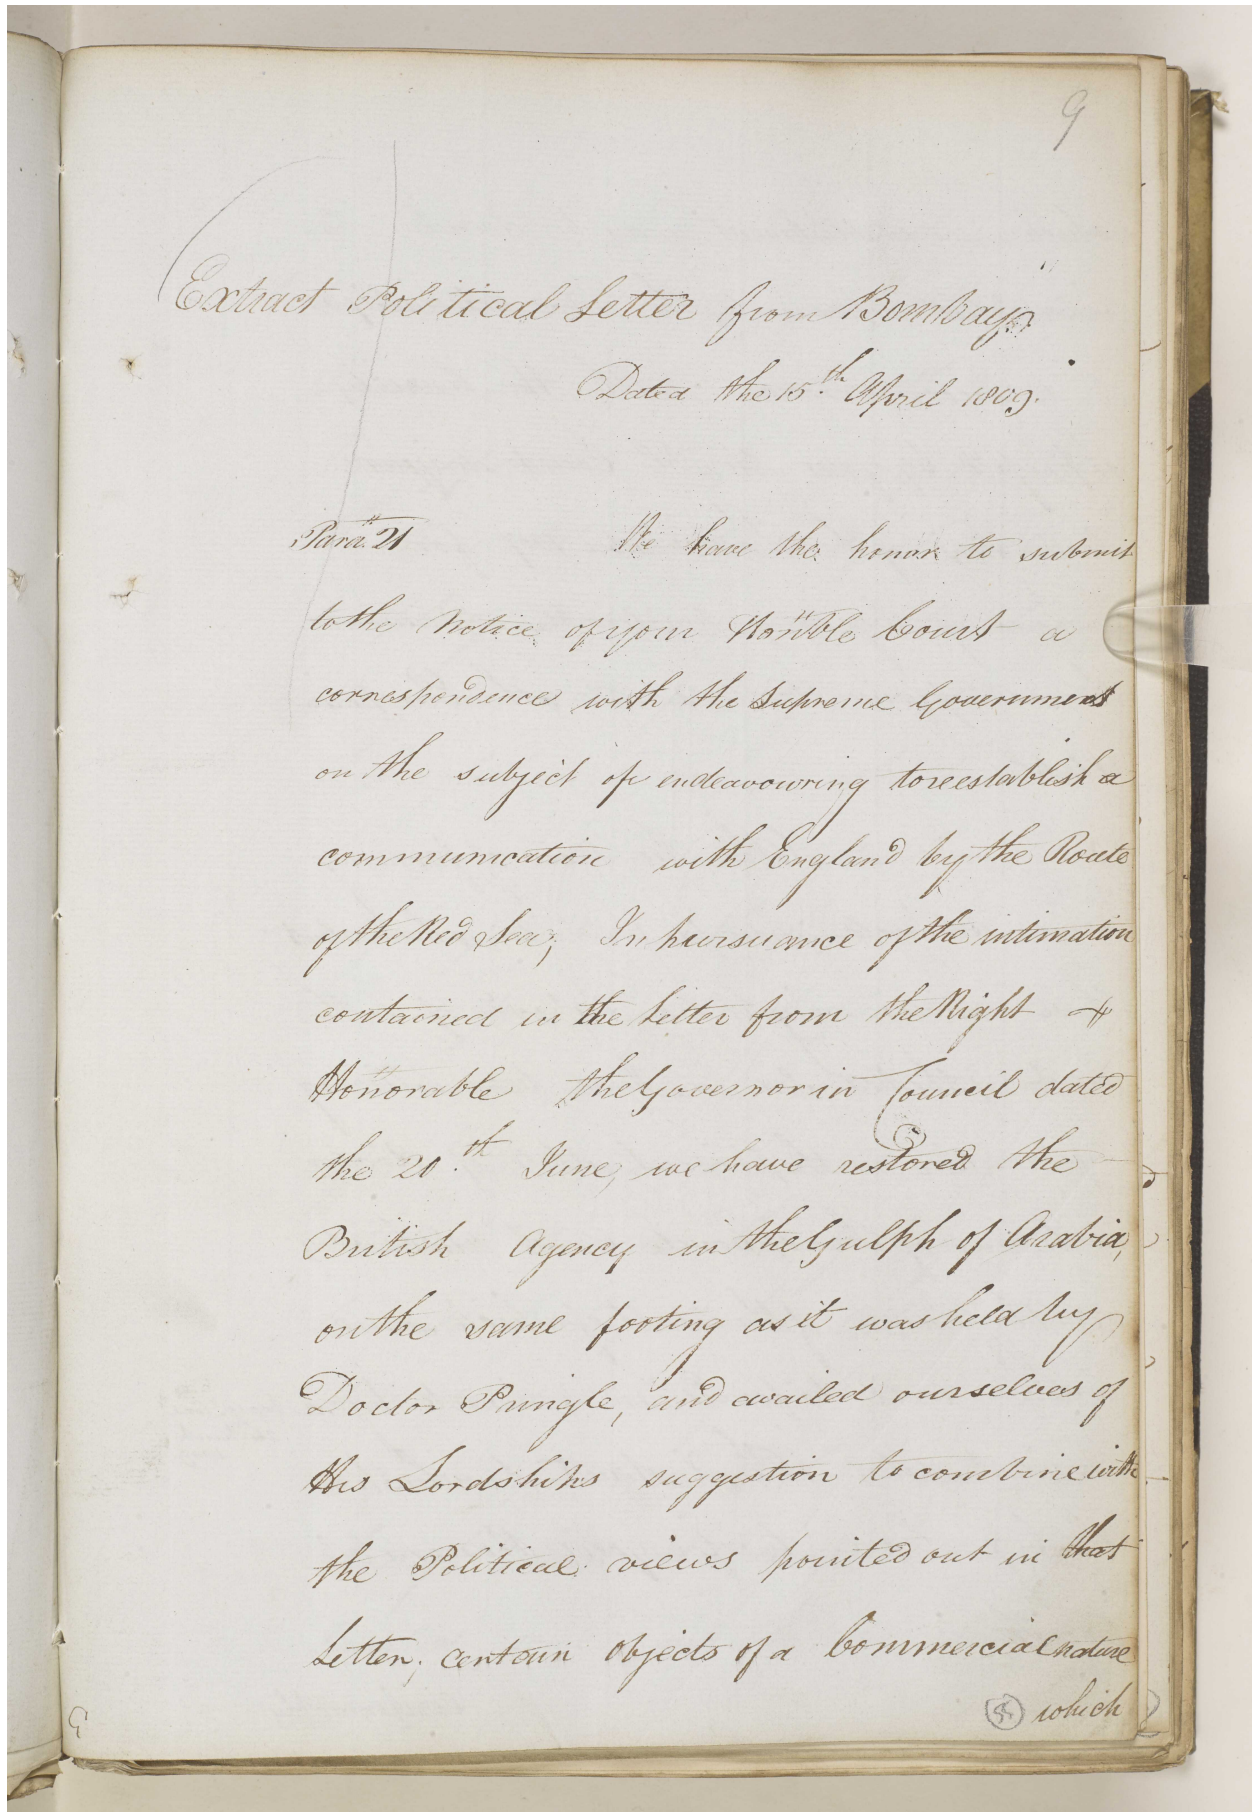 9
Extract Political Letter from Bombay
Dated the 15th. April 1809.
Para. 21 We have the honor to submit
to the Notice of your Hon'ble Court a
correspondence with the Supreme Government
on the subject of endeavouring to reestablish a
communication with England by the Route
of the Red Sea; In pursuance of the intimation
contained in the Letter from the Right
Honorable the Governor in Council dated
the 20.th June, we have restored the
British Agency in the Gulph of Arabia,
on the same footing as it was held by
Doctor Pringle, and availed ourselves of
His Lordships suggestion to combine with
the Political views pointed out in that
Letter, certain objects of a Commercial nature
which